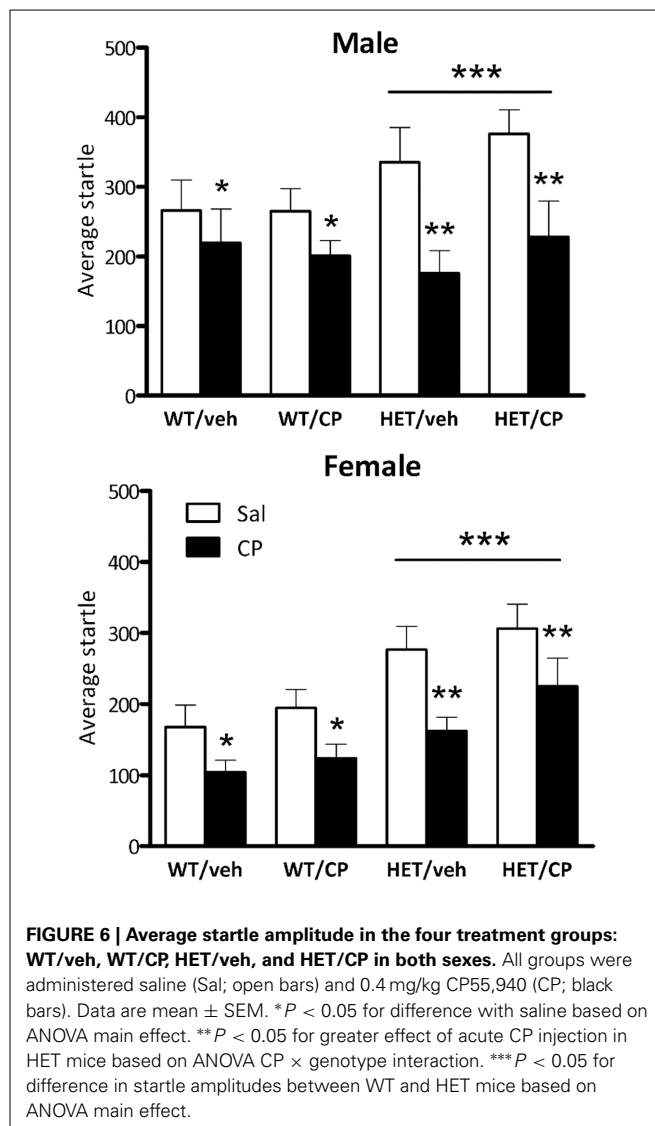 Male
500
***
400
Average startle
300
*
**
*
**
200
100
0
WT/veh WT/CP HET/veh HET/CP
Female
500
Sal
CP
***
400
Average startle
300
**
**
200
*
*
100
0
WT/veh WT/CP HET/veh HET/CP
FIGURE 6 | Average startle amplitude in the four treatment groups:
WT/veh, WT/CP, HET/veh, and HET/CP in both sexes. All groups were
administered saline (Sal; open bars) and 0.4 mg/kg CP55,940 (CP; black
bars). Data are mean ± SEM. *P < 0.05 for difference with saline based on
ANOVA main effect. **P < 0.05 for greater effect of acute CP injection in
HET mice based on ANOVA CP × genotype interaction. ***P < 0.05 for
difference in startle amplitudes between WT and HET mice based on
ANOVA main effect.